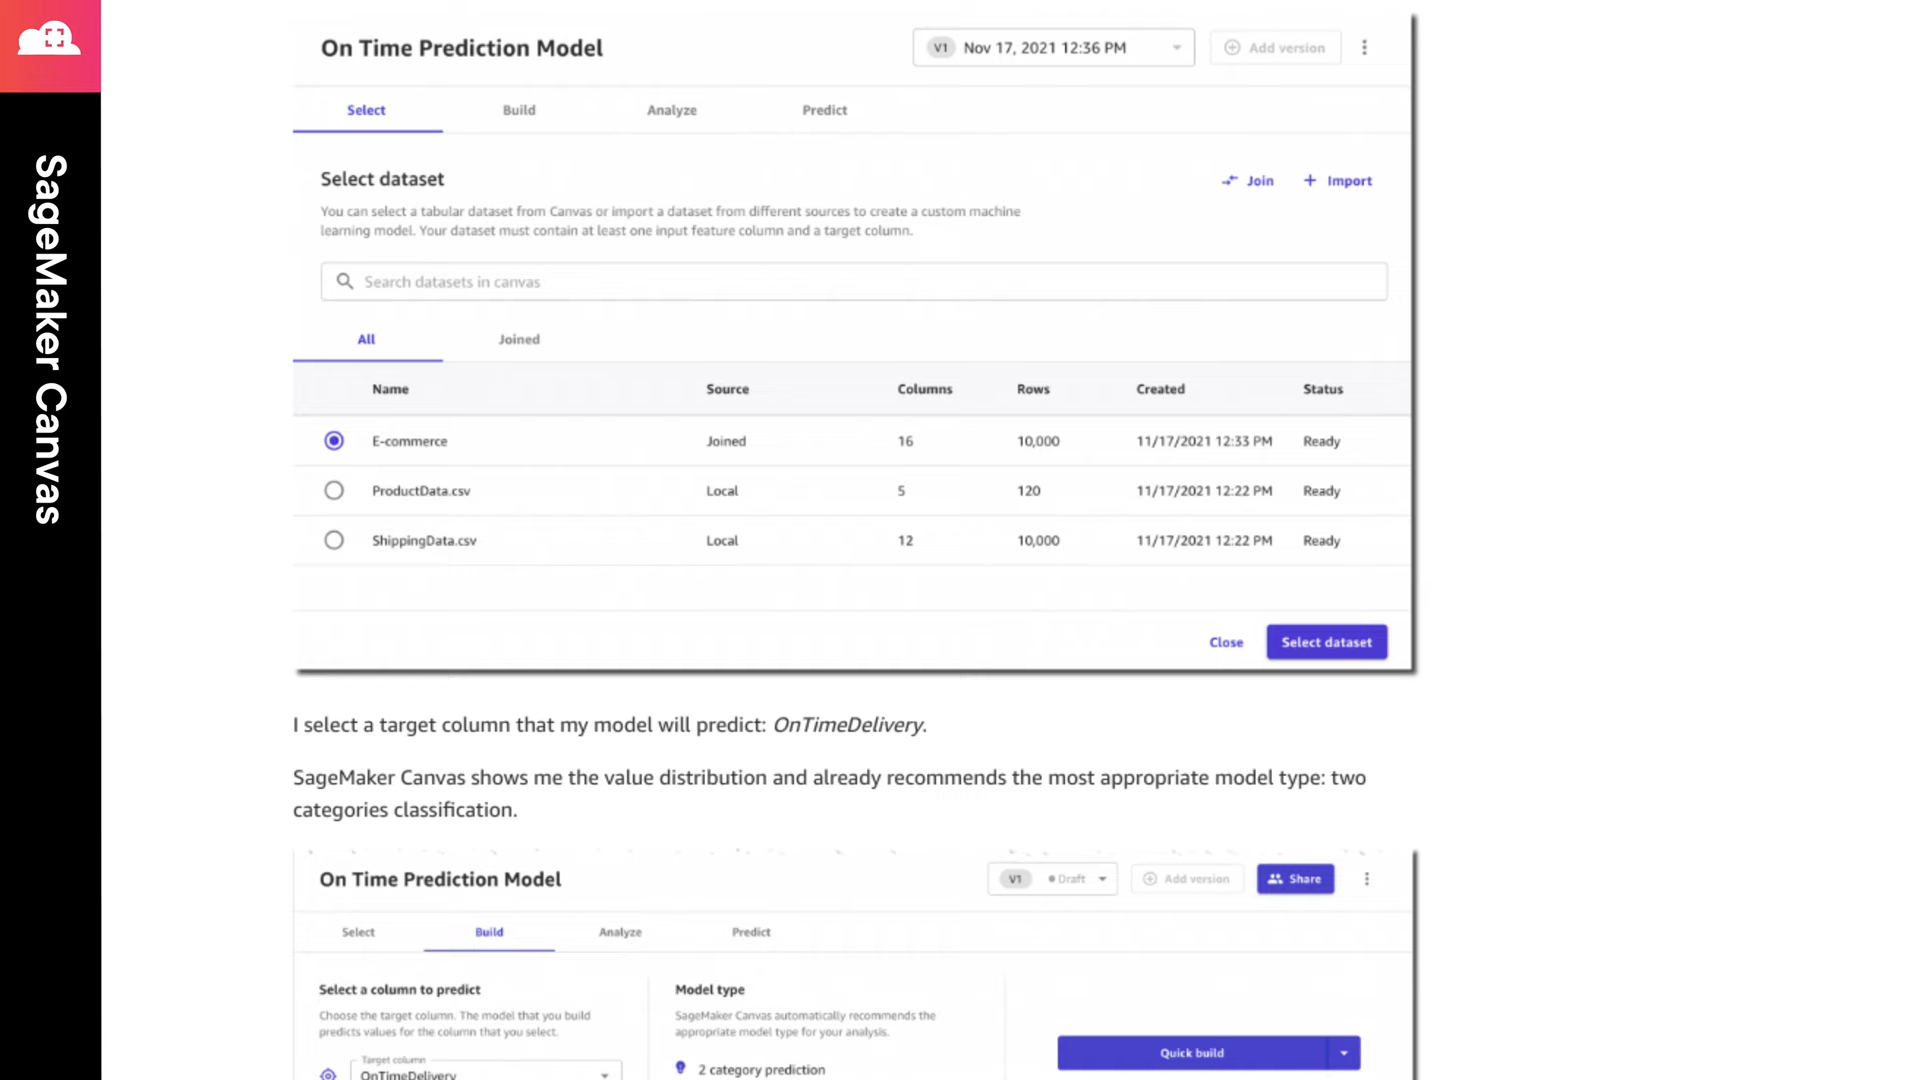 SageMaker Canvas
On Time Prediction Model
V1 Nov 17, 2021 12:36 PM
Add version
Select Build Analyze Predict
Select dataset
Join Import
You can select a tabular dataset from Canvas or import a dataset from different sources to create a custom machine
learning model. Your dataset must contain at least one input feature column and a target column.
Search datasets in canvas
All Joined
Name Source Columns Rows Created Status
E-commerce Joined 16 10,000 11/17/2021 12:33 PM Ready
ProductData.csv Local 5 120 11/17/2021 12:22 PM Ready
ShippingData.csv Local 12 10,000 11/17/2021 12:22 PM Ready
Close Select dataset
I select a target column that my model will predict: OnTimeDelivery.
SageMaker Canvas shows me the value distribution and already recommends the most appropriate model type: two
categories classification.
On Time Prediction Model
V1 Draft
Add version
Share
Select Build Analyze Predict
Select a column to predict
Choose the target column. The model that you build
predicts values for the column that you select.
Target column
OnTimeDelivery
Model type
SageMaker Canvas automatically recommends the
appropriate model type for your analysis.
2 category prediction
Quick build